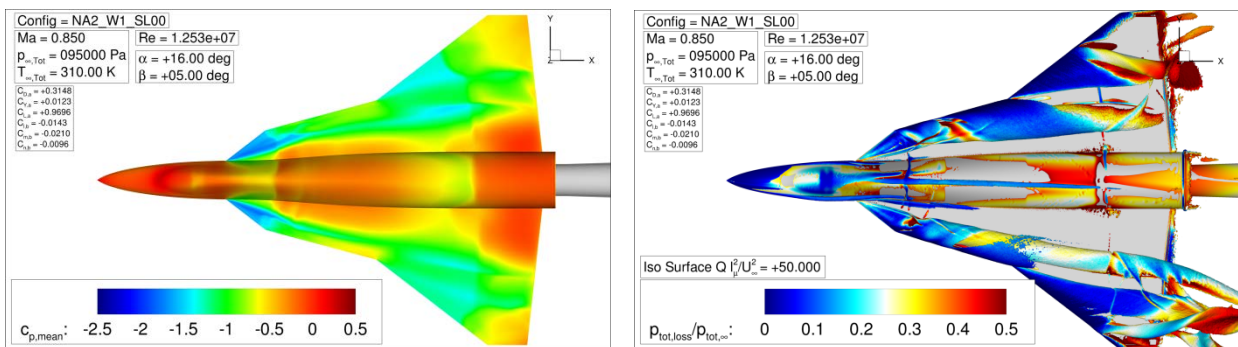 Config = NA2_W1_SL00
Ma = 0.850
Re = 1.253e+07
p∞,Tot = 095000 Pa
T∞,Tot = 310.00 K
α = +16.00 deg
β = +05.00 deg
CD,a = +0.3148
CY,a = +0.0123
CL,a = +0.9696
Cl,b = -0.0143
Cm,b = -0.0210
Cn,b = -0.0096
Y
Z X
cp,mean: -2.5 -2 -1.5 -1 -0.5 0 0.5
Config = NA2_W1_SL00
Ma = 0.850
Re = 1.253e+07
p∞,Tot = 095000 Pa
T∞,Tot = 310.00 K
α = +16.00 deg
β = +05.00 deg
CD,a = +0.3148
CY,a = +0.0123
CL,a = +0.9696
Cl,b = -0.0143
Cm,b = -0.0210
Cn,b = -0.0096
X
Iso Surface Q lμ²/U∞² = +50.000
ptot,loss/ptot,∞: 0 0.1 0.2 0.3 0.4 0.5